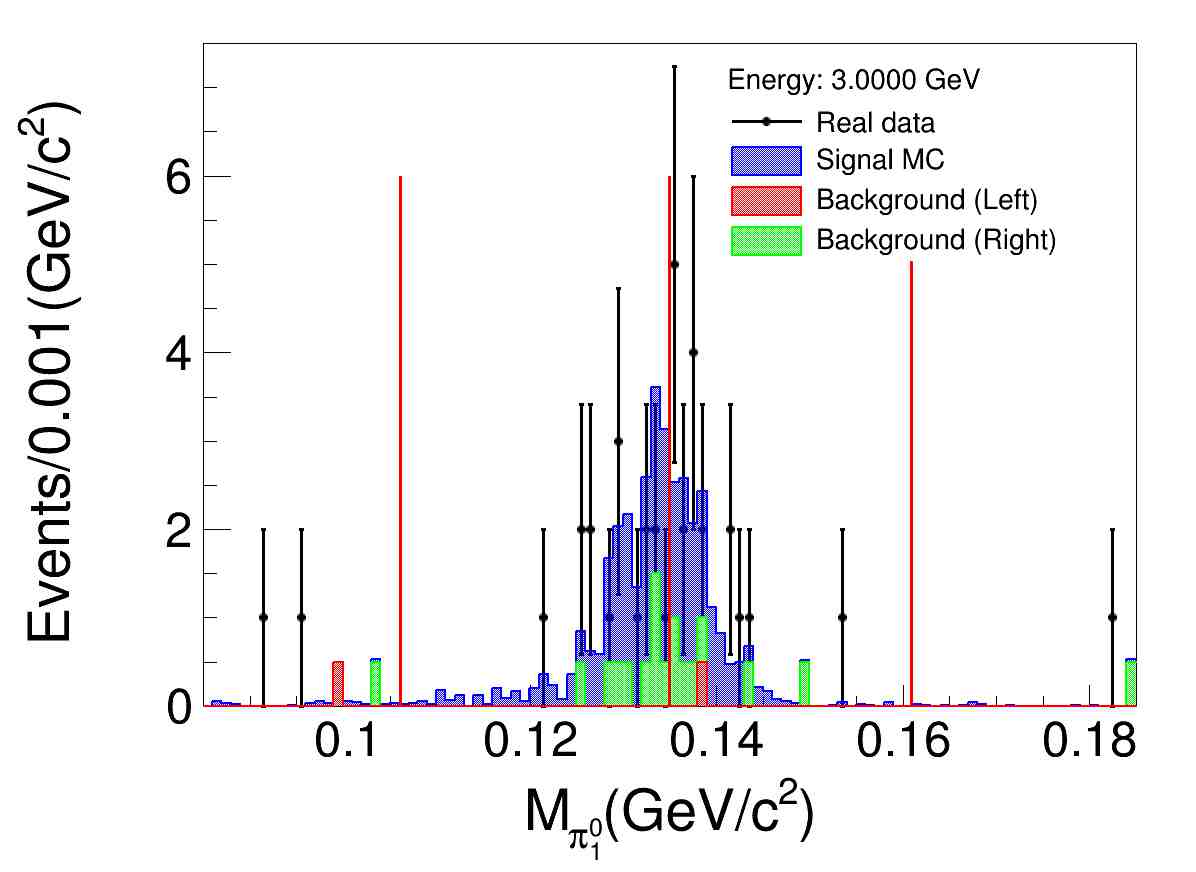 Energy: 3.0000 GeV
Real data
Signal MC
Background (Left)
Background (Right)
Events/0.001(GeV/c²)
6
4
2
0
0.1 0.12 0.14 0.16 0.18
M_{π⁰₁}(GeV/c²)